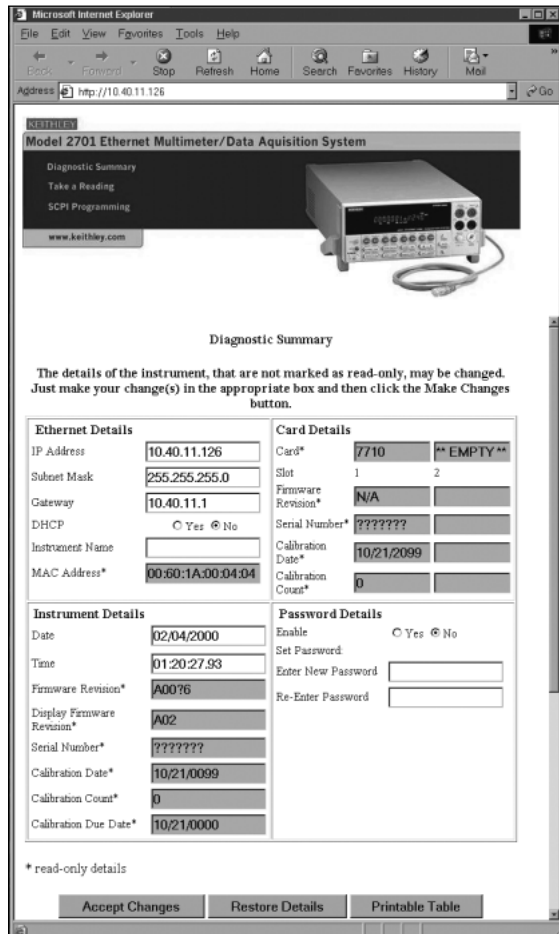 Microsoft Internet Explorer
File Edit View Favorites Tools Help
Back Forward Stop Refresh Home Search Favorites History Mail
Address http://10.40.11.126 Go
KEITHLEY
Model 2701 Ethernet Multimeter/Data Aquisition System
Diagnostic Summary
Take a Reading
SCPI Programming
www.keithley.com
Diagnostic Summary
The details of the instrument, that are not marked as read-only, may be changed.
Just make your change(s) in the appropriate box and then click the Make Changes
button.
Ethernet Details
IP Address 10.40.11.126
Subnet Mask 255.255.255.0
Gateway 10.40.11.1
DHCP Yes No
Instrument Name
MAC Address* 00:60:1A:00:04:04
Card Details
Card* 7710 ** EMPTY **
Slot 1 2
Firmware
Revision* N/A
Serial Number* ???????
Calibration
Date* 10/21/2099
Calibration
Count* 0
Instrument Details
Date 02/04/2000
Time 01:20:27.93
Firmware Revision* A00?6
Display Firmware
Revision* A02
Serial Number* ???????
Calibration Date* 10/21/0099
Calibration Count* 0
Calibration Due Date* 10/21/0000
Password Details
Enable Yes No
Set Password:
Enter New Password
Re-Enter Password
* read-only details
Accept Changes Restore Details Printable Table